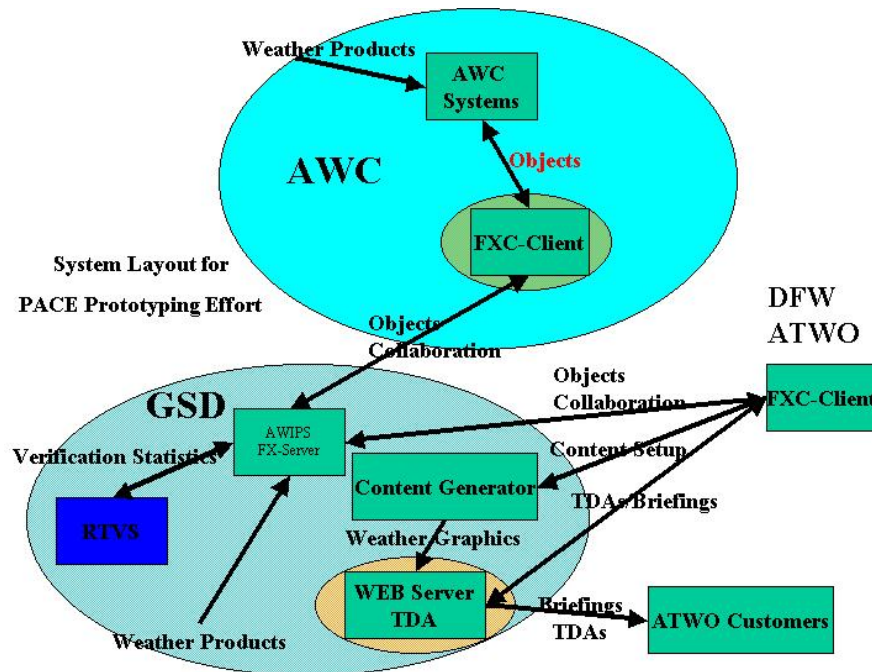 Weather Products
AWC
Systems
Objects
AWC
FXC-Client
System Layout for
PACE Prototyping Effort
Objects
Collaboration
DFW
ATWO
GSD
Objects
Collaboration
FXC-Client
AWIPS
FX-Server
Verification Statistics
Content Setup
Content Generator
TDAs/Briefings
RTVS
Weather Graphics
WEB Server
TDA
Briefings
TDAs
ATWO Customers
Weather Products